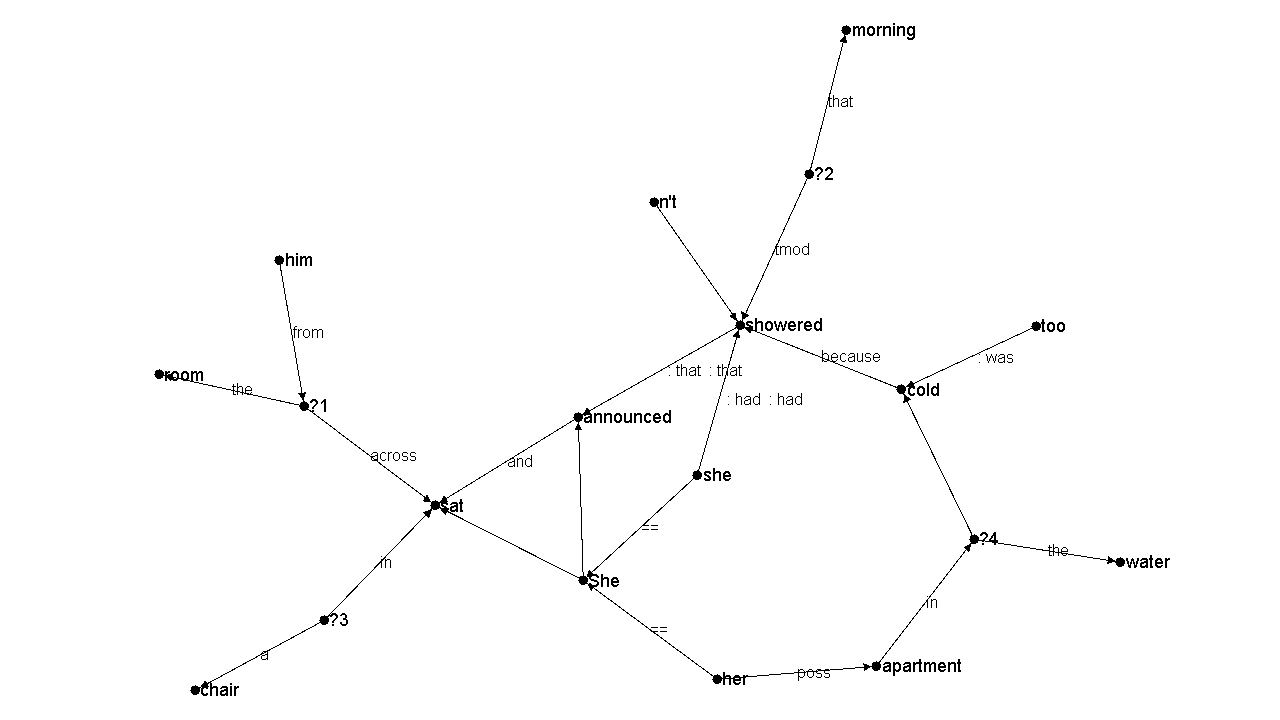 morning
that
?2
n't
tmod
him
showered
too
from
because
: was
room
the
: that : that
cold
?1
: had : had
announced
across
and
she
sat
==
?4
the
in
water
She
in
?3
==
a
apartment
poss
her
chair